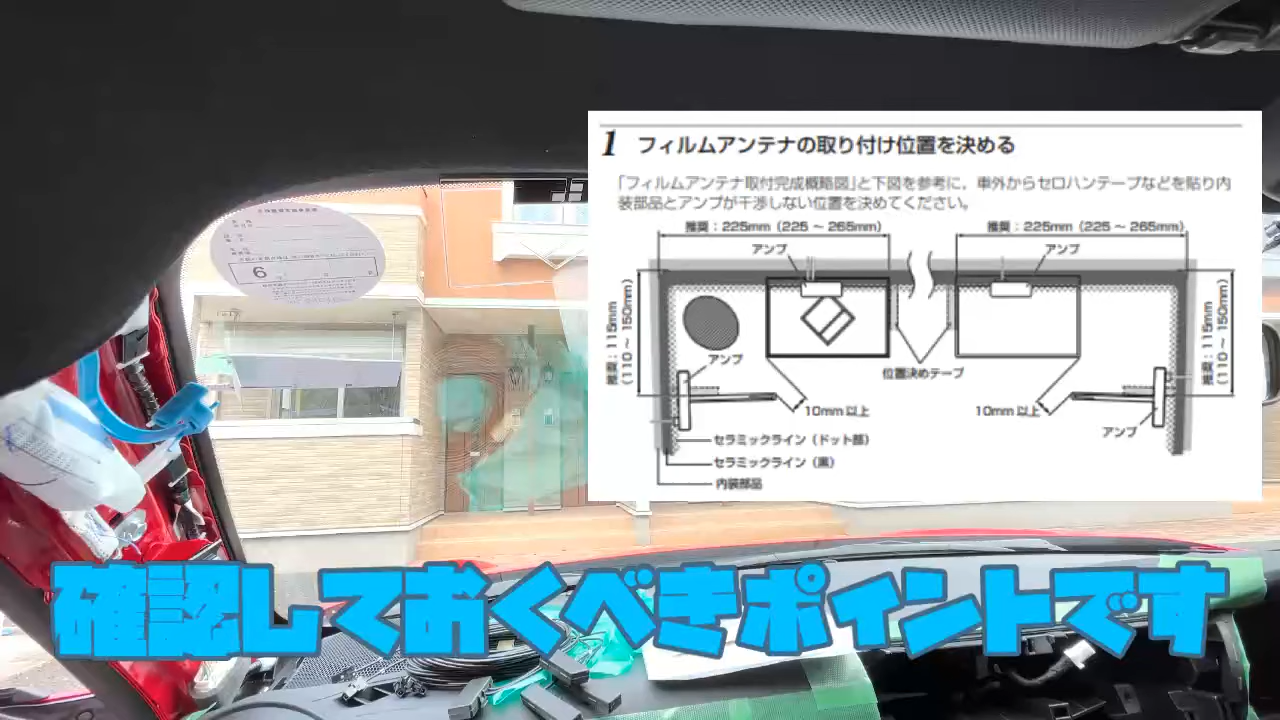 1 フィルムアンテナの取り付け位置を決める
「フィルムアンテナ取付完成概略図」と下図を参考に、車外からセロハンテープなどを貼り内
装部品とアンプが干渉しない位置を決めてください。
推奨：225mm（225 ～ 265mm）
推奨：225mm（225 ～ 265mm）
アンプ
アンプ
推奨：115mm
（110 ～ 150mm）
推奨：115mm
（110 ～ 150mm）
アンプ
位置決めテープ
10mm 以上
10mm 以上
アンプ
セラミックライン（ドット部）
セラミックライン（黒）
内装部品
6
確認しておくべきポイントです